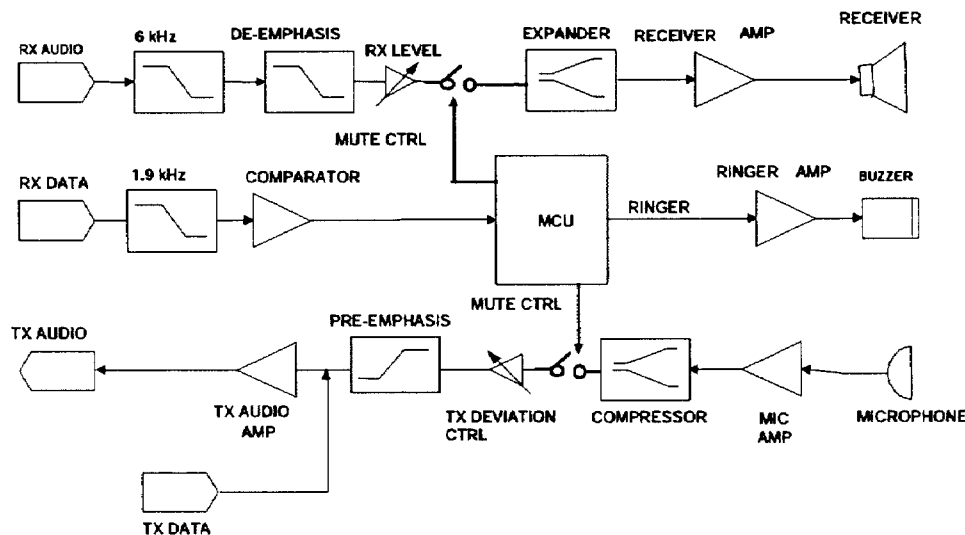 RX AUDIO
6 kHz
DE-EMPHASIS
RX LEVEL
EXPANDER
RECEIVER AMP
RECEIVER
MUTE CTRL
RX DATA
1.9 kHz
COMPARATOR
MCU
RINGER
RINGER AMP
BUZZER
MUTE CTRL
TX AUDIO
PRE-EMPHASIS
TX AUDIO
AMP
TX DEVIATION
CTRL
COMPRESSOR
MIC
AMP
MICROPHONE
TX DATA